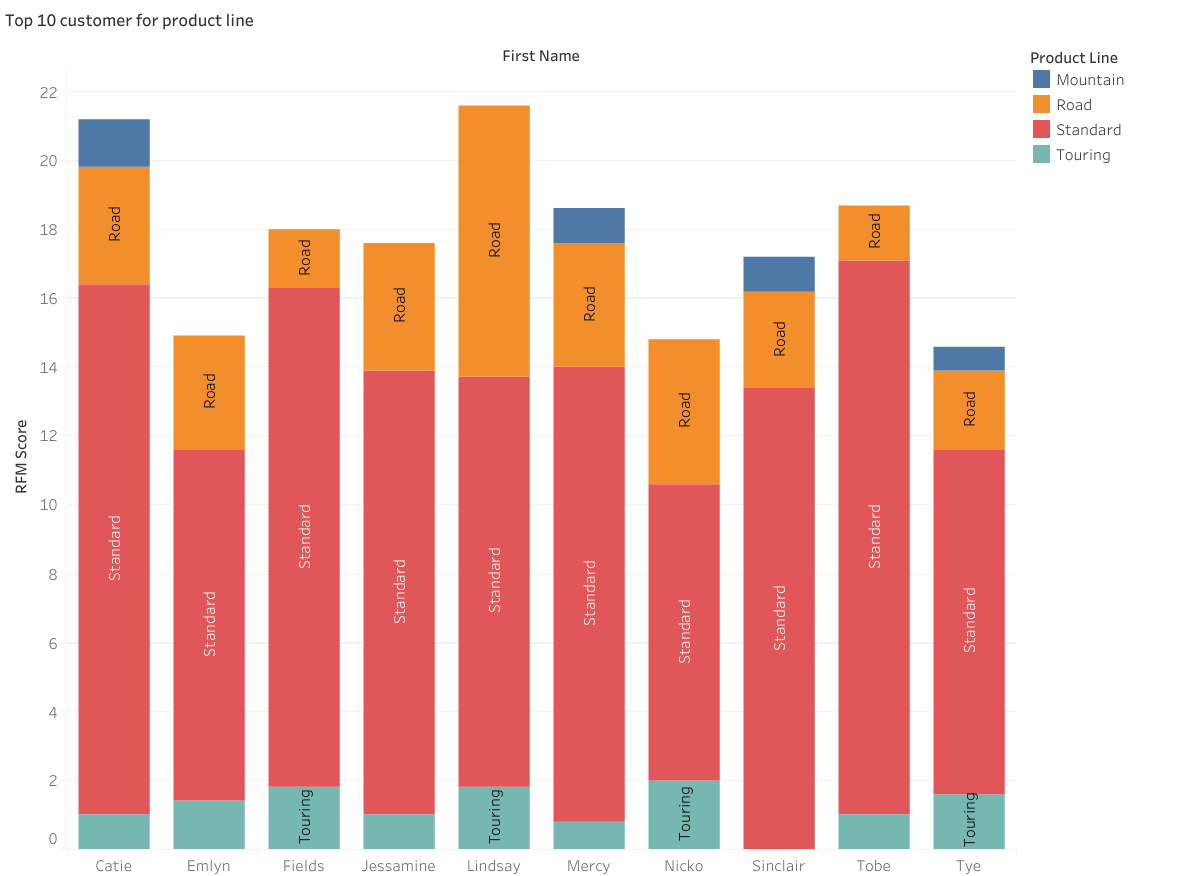 Top 10 customer for product line
First Name
Product Line
Mountain
Road
Standard
Touring
RFM Score
22
20
18
16
14
12
10
8
6
4
2
0
Road
Standard
Road
Standard
Road
Standard
Touring
Road
Standard
Road
Standard
Touring
Road
Standard
Road
Standard
Touring
Road
Standard
Road
Standard
Road
Standard
Touring
Catie Emlyn Fields Jessamine Lindsay Mercy Nicko Sinclair Tobe Tye